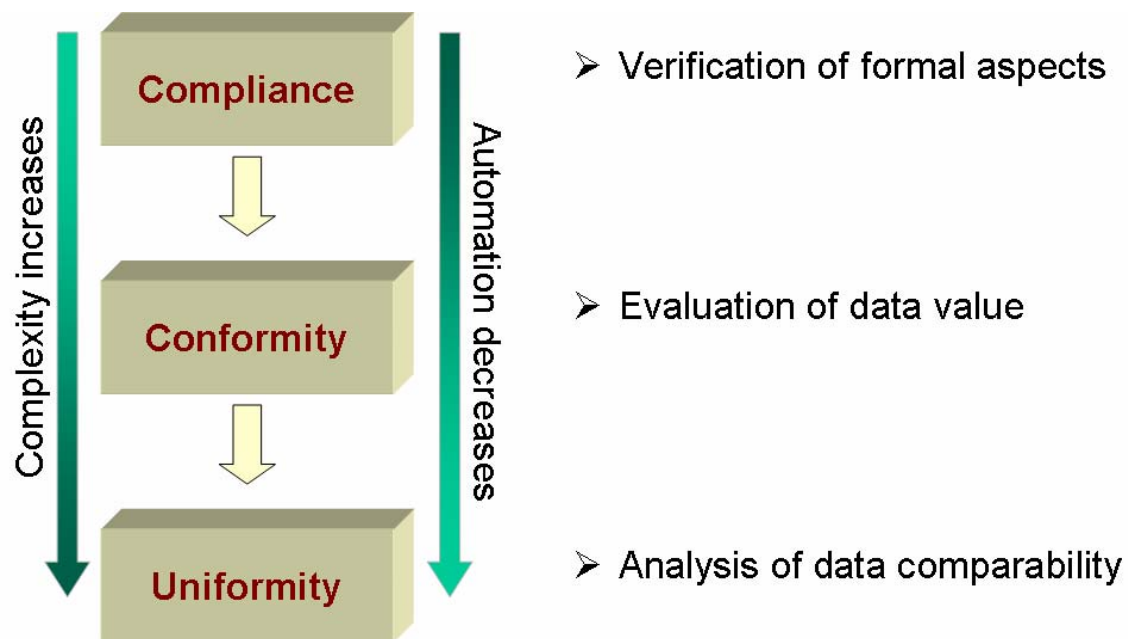 Compliance
Verification of formal aspects
Complexity increases
Automation decreases
Conformity
Evaluation of data value
Uniformity
Analysis of data comparability